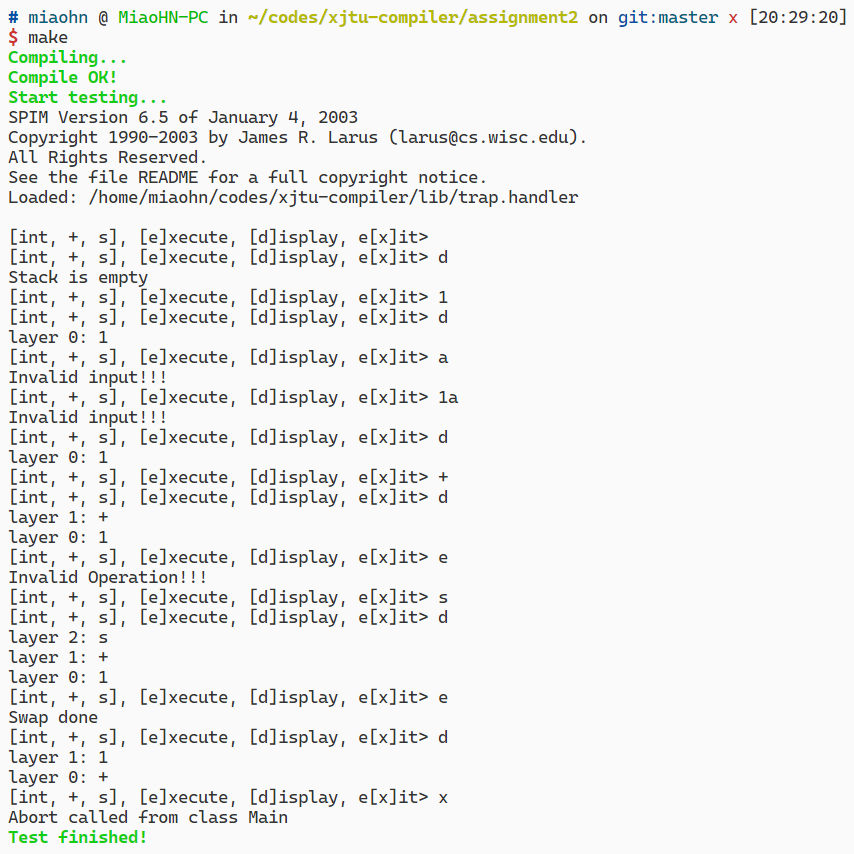 # miaohn @ MiaoHN-PC in ~/codes/xjtu-compiler/assignment2 on git:master x [20:29:20]
$ make
Compiling...
Compile OK!
Start testing...
SPIM Version 6.5 of January 4, 2003
Copyright 1990-2003 by James R. Larus (larus@cs.wisc.edu).
All Rights Reserved.
See the file README for a full copyright notice.
Loaded: /home/miaohn/codes/xjtu-compiler/lib/trap.handler
[int, +, s], [e]xecute, [d]isplay, e[x]it>
[int, +, s], [e]xecute, [d]isplay, e[x]it> d
Stack is empty
[int, +, s], [e]xecute, [d]isplay, e[x]it> 1
[int, +, s], [e]xecute, [d]isplay, e[x]it> d
layer 0: 1
[int, +, s], [e]xecute, [d]isplay, e[x]it> a
Invalid input!!!
[int, +, s], [e]xecute, [d]isplay, e[x]it> 1a
Invalid input!!!
[int, +, s], [e]xecute, [d]isplay, e[x]it> d
layer 0: 1
[int, +, s], [e]xecute, [d]isplay, e[x]it> +
[int, +, s], [e]xecute, [d]isplay, e[x]it> d
layer 1: +
layer 0: 1
[int, +, s], [e]xecute, [d]isplay, e[x]it> e
Invalid Operation!!!
[int, +, s], [e]xecute, [d]isplay, e[x]it> s
[int, +, s], [e]xecute, [d]isplay, e[x]it> d
layer 2: s
layer 1: +
layer 0: 1
[int, +, s], [e]xecute, [d]isplay, e[x]it> e
Swap done
[int, +, s], [e]xecute, [d]isplay, e[x]it> d
layer 1: 1
layer 0: +
[int, +, s], [e]xecute, [d]isplay, e[x]it> x
Abort called from class Main
Test finished!